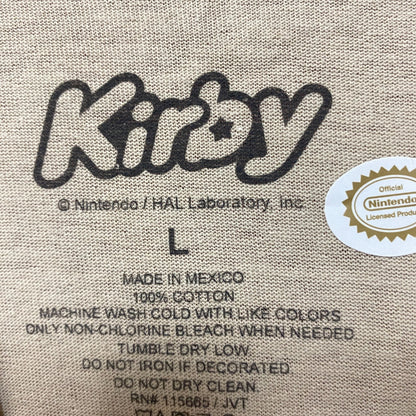 Kirby
© Nintendo / HAL Laboratory, Inc
L
Official
Nintendo
Licensed
MADE IN MEXICO
100% COTTON
MACHINE WASH COLD WITH LIKE COLORS
ONLY NON-CHLORINE BLEACH WHEN NEEDED
TUMBLE DRY LOW
DO NOT IRON IF DECORATED
DO NOT DRY CLEAN
RN# 115665 / JVT